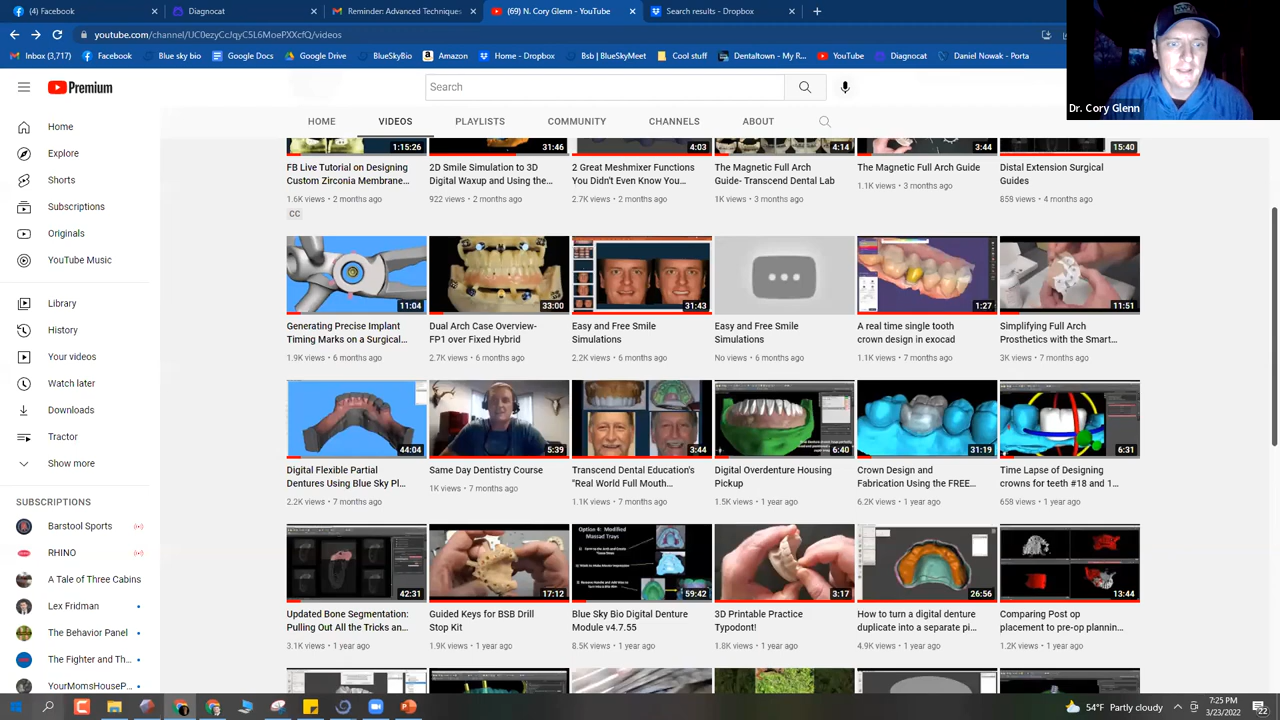 (4) Facebook
Diagnocat
Reminder: Advanced Techniques
(69) N. Cory Glenn - YouTube
Search results - Dropbox
youtube.com/channel/UC0ezyCcJqyC5L6MoePXXcfQ/videos
Inbox (3,717)
Facebook
Blue sky bio
Google Docs
Google Drive
BlueSkyBio
Amazon
Home - Dropbox
Bsb | BlueSkyMeet
Cool stuff
Dentaltown - My R...
YouTube
Diagnocat
Daniel Nowak - Porta
Dr. Cory Glenn
Premium
Search
HOME
VIDEOS
PLAYLISTS
COMMUNITY
CHANNELS
ABOUT
Home
Explore
Shorts
Subscriptions
Originals
YouTube Music
Library
History
Your videos
Watch later
Downloads
Tractor
Show more
SUBSCRIPTIONS
Barstool Sports
RHINO
A Tale of Three Cabins
Lex Fridman
The Behavior Panel
The Fighter and Th...
1:15:26
FB Live Tutorial on Designing
Custom Zirconia Membrane...
1.6K views • 2 months ago
CC
31:46
2D Smile Simulation to 3D
Digital Waxup and Using the...
922 views • 2 months ago
4:03
2 Great Meshmixer Functions
You Didn't Even Know You...
2.7K views • 2 months ago
4:14
The Magnetic Full Arch
Guide- Transcend Dental Lab
1K views • 3 months ago
3:44
The Magnetic Full Arch Guide
1.1K views • 3 months ago
15:40
Distal Extension Surgical
Guides
858 views • 4 months ago
11:04
Generating Precise Implant
Timing Marks on a Surgical...
1.9K views • 6 months ago
33:00
Dual Arch Case Overview-
FP1 over Fixed Hybrid
2.7K views • 6 months ago
31:43
Easy and Free Smile
Simulations
2.2K views • 6 months ago
Easy and Free Smile
Simulations
No views • 6 months ago
1:27
A real time single tooth
crown design in exocad
1.1K views • 7 months ago
11:51
Simplifying Full Arch
Prosthetics with the Smart...
3K views • 7 months ago
44:04
Digital Flexible Partial
Dentures Using Blue Sky Pl...
2.2K views • 7 months ago
5:39
Same Day Dentistry Course
1K views • 7 months ago
3:44
Transcend Dental Education's
"Real World Full Mouth...
1.1K views • 7 months ago
6:40
Digital Overdenture Housing
Pickup
1.5K views • 1 year ago
31:19
Crown Design and
Fabrication Using the FREE...
6.2K views • 1 year ago
6:31
Time Lapse of Designing
crowns for teeth #18 and 1...
658 views • 1 year ago
42:31
Updated Bone Segmentation:
Pulling Out All the Tricks an...
3.1K views • 1 year ago
17:12
Guided Keys for BSB Drill
Stop Kit
1.9K views • 1 year ago
Option 4: Modified
Massad Trays
59:42
Blue Sky Bio Digital Denture
Module v4.7.55
8.5K views • 1 year ago
3:17
3D Printable Practice
Typodont!
1.8K views • 1 year ago
26:56
How to turn a digital denture
duplicate into a separate pi...
4.9K views • 1 year ago
13:44
Comparing Post op
placement to pre-op plannin...
1.2K views • 1 year ago
54°F Partly cloudy
7:25 PM
3/23/2022
22